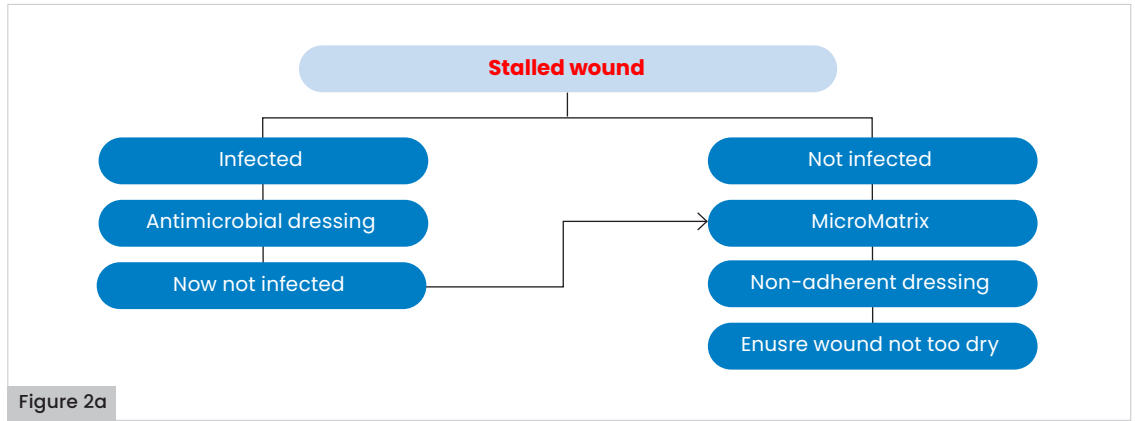 Stalled wound
Infected
Not infected
Antimicrobial dressing
MicroMatrix
Now not infected
Non-adherent dressing
Enusre wound not too dry
Figure 2a